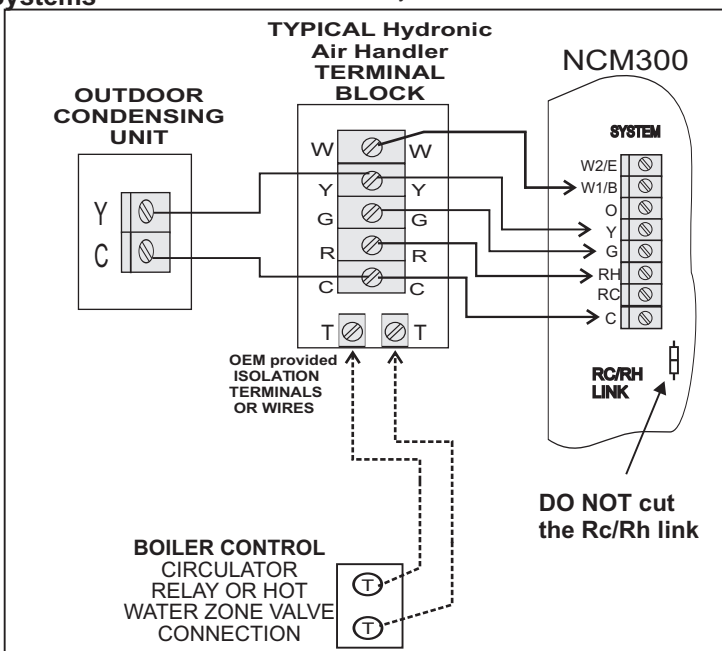 ystems
TYPICAL Hydronic
Air Handler
TERMINAL
BLOCK
NCM300
OUTDOOR
CONDENSING
UNIT
SYSTEM
Y
C
W
Y
G
R
C
W
Y
G
R
C
W2/E
W1/B
O
Y
G
RH
RC
C
T
T
OEM provided
ISOLATION
TERMINALS
OR WIRES
RC/RH
LINK
DO NOT cut
the Rc/Rh link
BOILER CONTROL
CIRCULATOR
RELAY OR HOT
WATER ZONE VALVE
CONNECTION
T
T